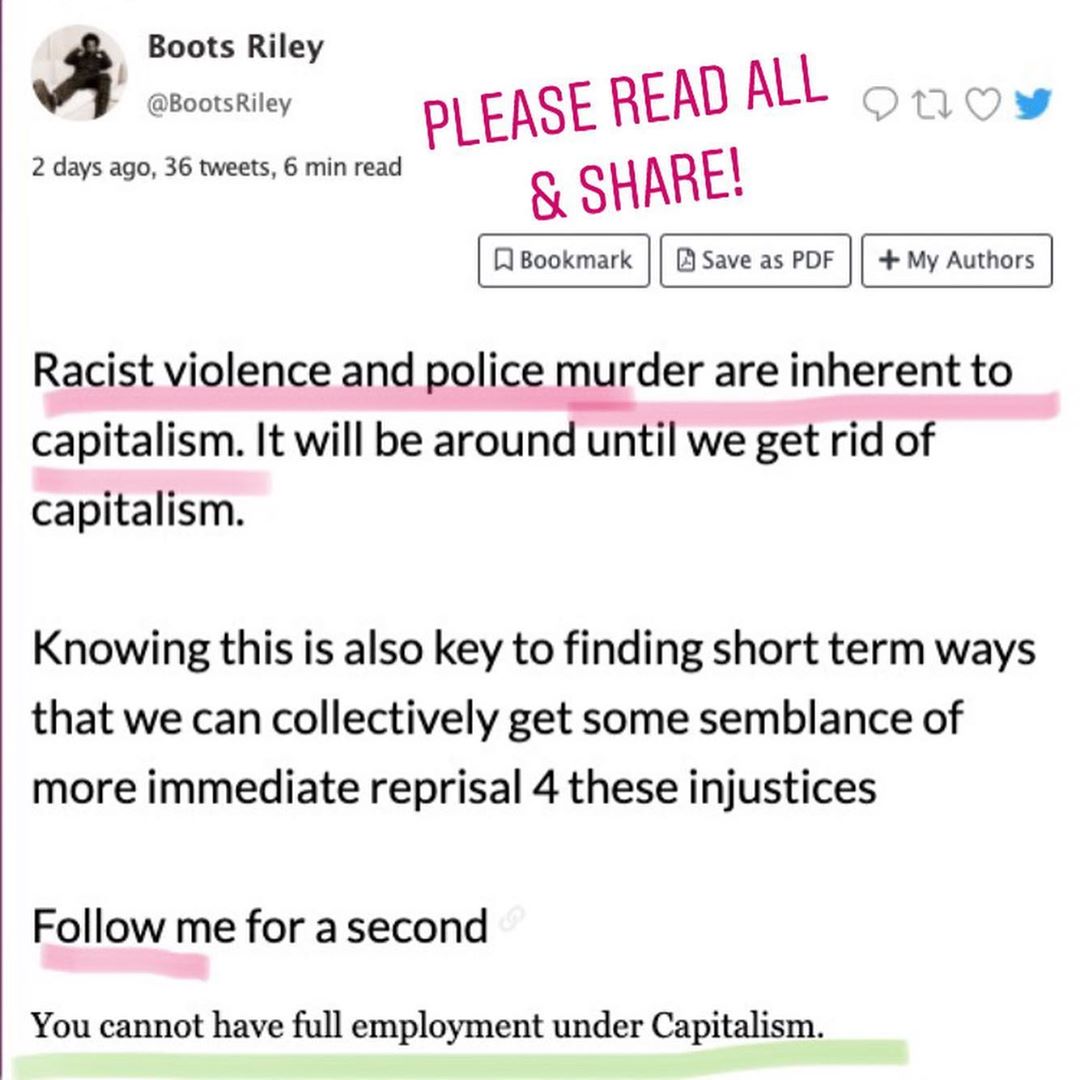 Boots Riley
@BootsRiley
PLEASE READ ALL
& SHARE!
2 days ago, 36 tweets, 6 min read
Bookmark
Save as PDF
+ My Authors
Racist violence and police murder are inherent to
capitalism. It will be around until we get rid of
capitalism.
Knowing this is also key to finding short term ways
that we can collectively get some semblance of
more immediate reprisal 4 these injustices
Follow me for a second
You cannot have full employment under Capitalism.